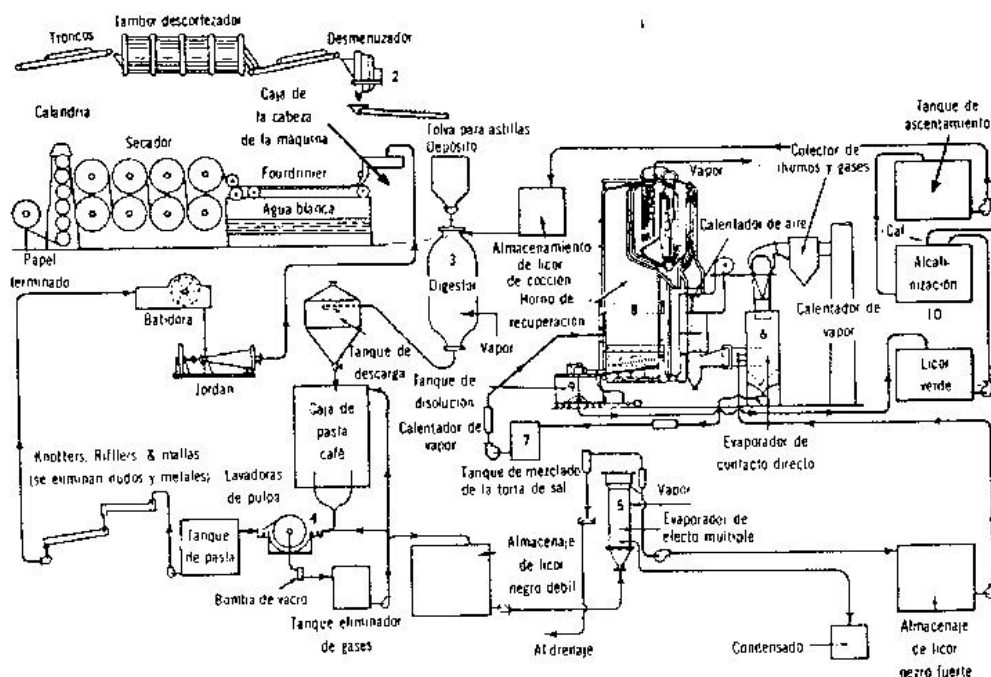 Troncos
Tambor descortezador
Desmenuzador
2
Calandria
Secador
Caja de
la cabeza
de la máquina
Fourdrinier
Agua blanca
Papel
terminado
Tolva para astillas
Depósito
3
Digestor
Vapor
Almacenamiento
de licor
de cocción
Horno de
recuperación
8
Vapor
Colector de
humos y gases
Calentador de aire
6
Calentador de
vapor
Tanque de
ascentamiento
Cal
Alcali-
nización
10
Licor
verde
Batidora
Jordan
Tanque de
descarga
Tanque de
disolución
9
Calentador de
vapor
7
Tanque de mezclado
de la torta de sal
Evaporador de
contacto directo
Caja de
pasta
café
Knotters, Rifflers & mallas
(se eliminan nudos y metales)
Lavadoras
de pulpa
4
Tanque
de pasta
Bomba de vacío
Tanque eliminador
de gases
Almacenaje
de licor
negro débil
Al drenaje
5
Vapor
Evaporador de
efecto multiple
Condensado
Almacenaje
de licor
negro fuerte